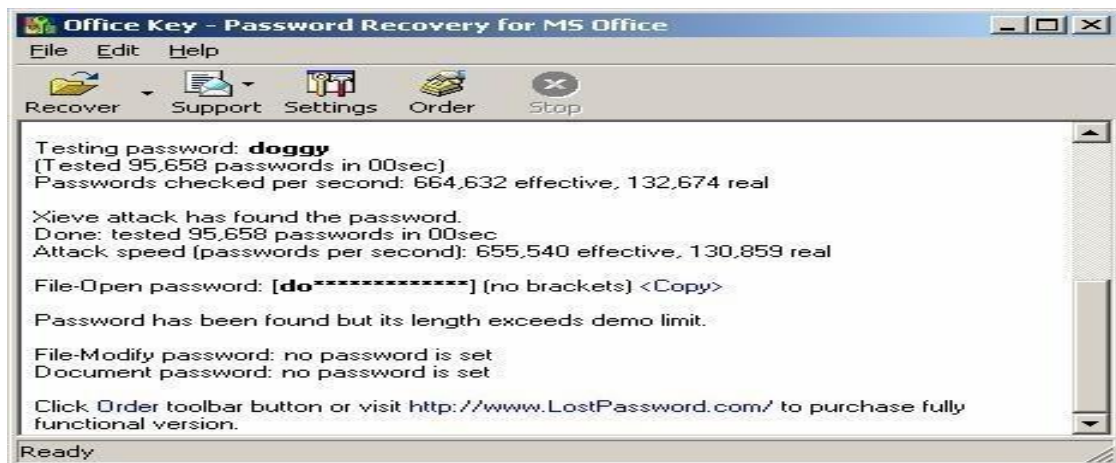 Office Key - Password Recovery for MS Office
File Edit Help
Recover Support Settings Order Stop
Testing password: doggy
(Tested 95,658 passwords in 00sec)
Passwords checked per second: 664,632 effective, 132,674 real
Xieve attack has found the password.
Done: tested 95,658 passwords in 00sec
Attack speed (passwords per second): 655,540 effective, 130,859 real
File-Open password: [do*************] (no brackets) <Copy>
Password has been found but its length exceeds demo limit.
File-Modify password: no password is set
Document password: no password is set
Click Order toolbar button or visit http://www.LostPassword.com/ to purchase fully
functional version.
Ready